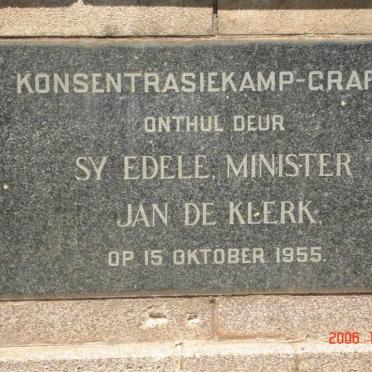 KONSENTRASIEKAMP-GRAF
ONTHUL DEUR
SY EDELE, MINISTER
JAN DE KLERK,
OP 15 OKTOBER 1955.
2006